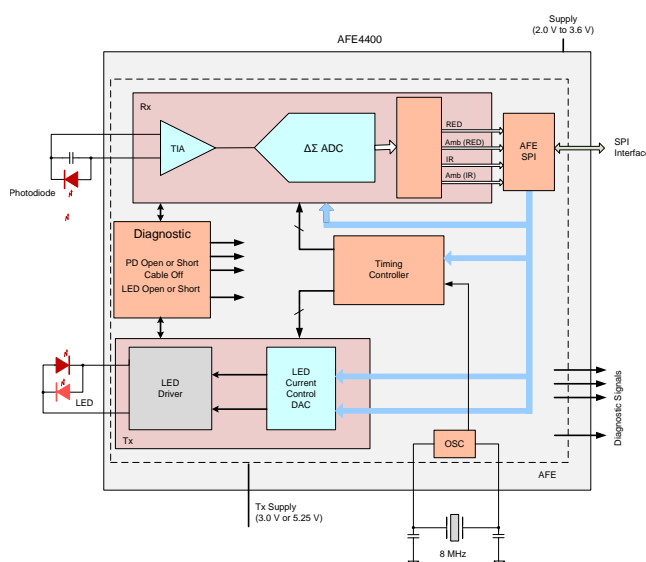 Supply
(2.0 V to 3.6 V)
AFE4400
Rx
TIA
ΔΣ ADC
RED
Amb (RED)
IR
Amb (IR)
AFE
SPI
SPI
Interface
Photodiode
Diagnostic
PD Open or Short
Cable Off
LED Open or Short
Timing
Controller
LED
Driver
LED
Current
Control
DAC
LED
Tx
OSC
Diagnostic Signals
AFE
Tx Supply
(3.0 V or 5.25 V)
8 MHz